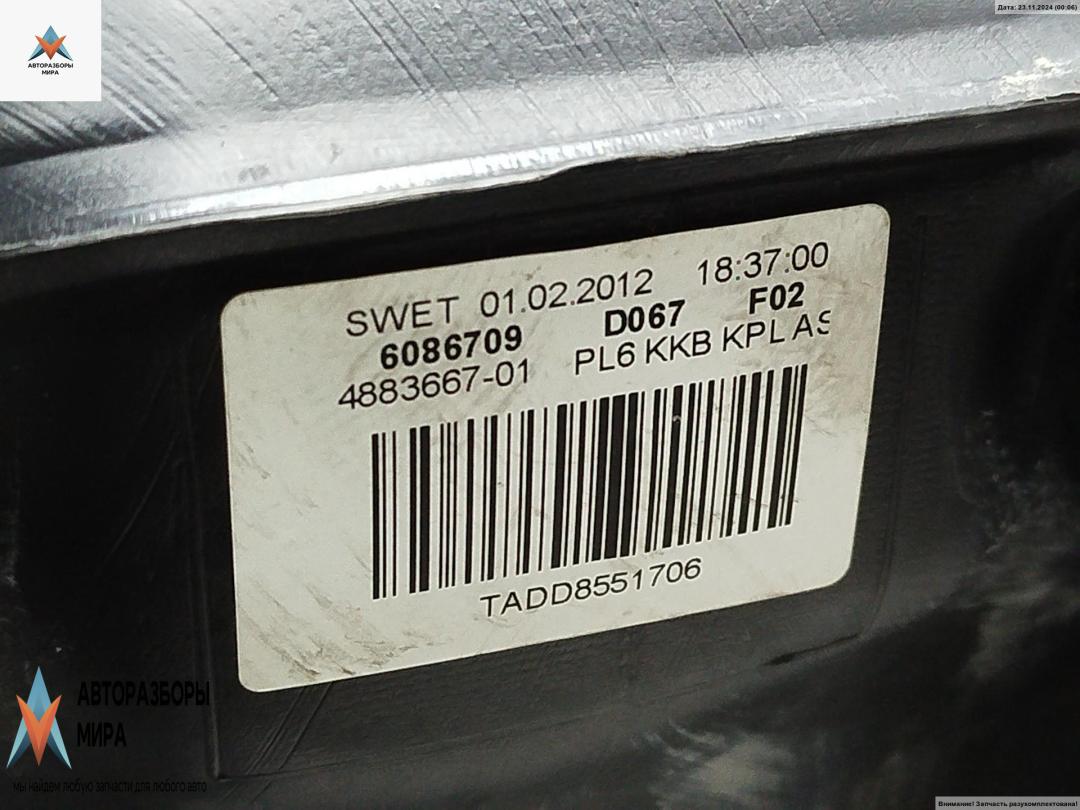 Дата: 23.11.2024 (00:06)
АВТОРАЗБОРЫ
МИРА
SWET 01.02.2012 18:37:00
6086709 D067 F02
4883667-01 PL6 KKB KPL AS
TADD8551706
АВТОРАЗБОРЫ
МИРА
мы найдем любую запчасти для любого авто
Внимание! Запчасть разукомплектована!